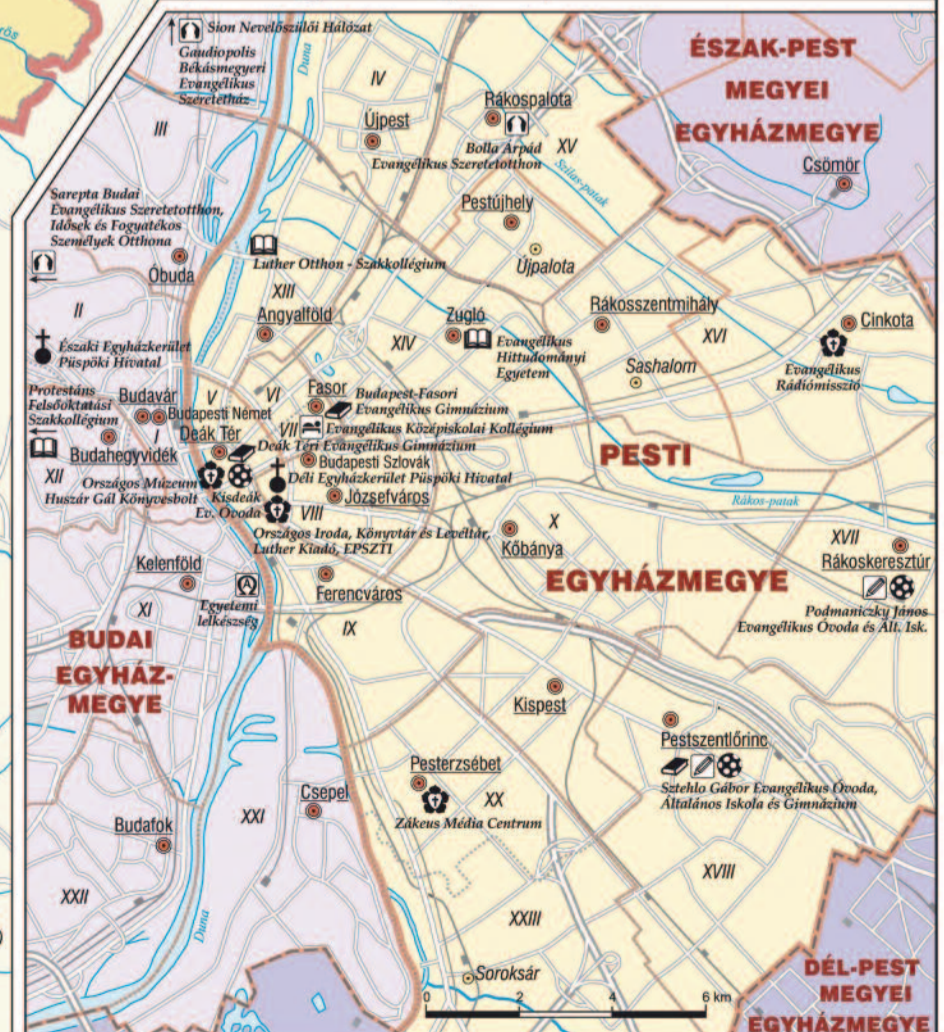 Sion Nevelőszülői Hálózat
Gaudiopolis
Békásmegyeri
Evangélikus
Szeretetház
Duna
IV
III
Újpest
Rákospalota
Bolla Árpád
Evangélikus Szeretetotthon
XV
Szilas-patak
ÉSZAK-PEST
MEGYEI
EGYHÁZMEGYE
Csömör
Sarepta Budai
Evangélikus Szeretetotthon,
Idősek és Fogyatékos
Személyek Otthona
Óbuda
Pestújhely
Újpalota
Luther Otthon - Szakkollégium
XIII
II
Angyalföld
Zugló
XIV
Evangélikus
Hittudományi
Egyetem
Rákosszentmihály
XVI
Cinkota
Evangélikus
Rádiómisszió
Sashalom
Északi Egyházkerület
Püspöki Hivatal
Protestáns
Felsőoktatási
Szakkollégium
Budavár
Budapesti Német
V
VI
Fasor
Budapest-Fasori
Evangélikus Gimnázium
VII
Evangélikus Középiskolai Kollégium
Deák Tér
Deák Téri Evangélikus Gimnázium
I
Budahegyvidék
XII
Budapesti Szlovák
Déli Egyházkerület Püspöki Hivatal
Országos Múzeum
Huszár Gál Könyvesbolt
Kisdeák
Ev. Óvoda
Józsefváros
VIII
Országos Iroda, Könyvtár és Levéltár,
Luther Kiadó, EPSZTI
PESTI
Rákos-patak
X
Kőbánya
XVII
Rákoskeresztúr
EGYHÁZMEGYE
Podmaniczky János
Evangélikus Óvoda és Ált. Isk.
Kelenföld
Egyetemi
lelkészség
Ferencváros
XI
IX
BUDAI
EGYHÁZ-
MEGYE
Kispest
Pestszentlőrinc
Sztehlo Gábor Evangélikus Óvoda,
Általános Iskola és Gimnázium
Pesterzsébet
XX
Zákeus Média Centrum
Csepel
XXI
Budafok
XVIII
XXII
Duna
XXIII
Soroksár
0 2 4 6 km
DÉL-PEST
MEGYEI
EGYHÁZMEGYE